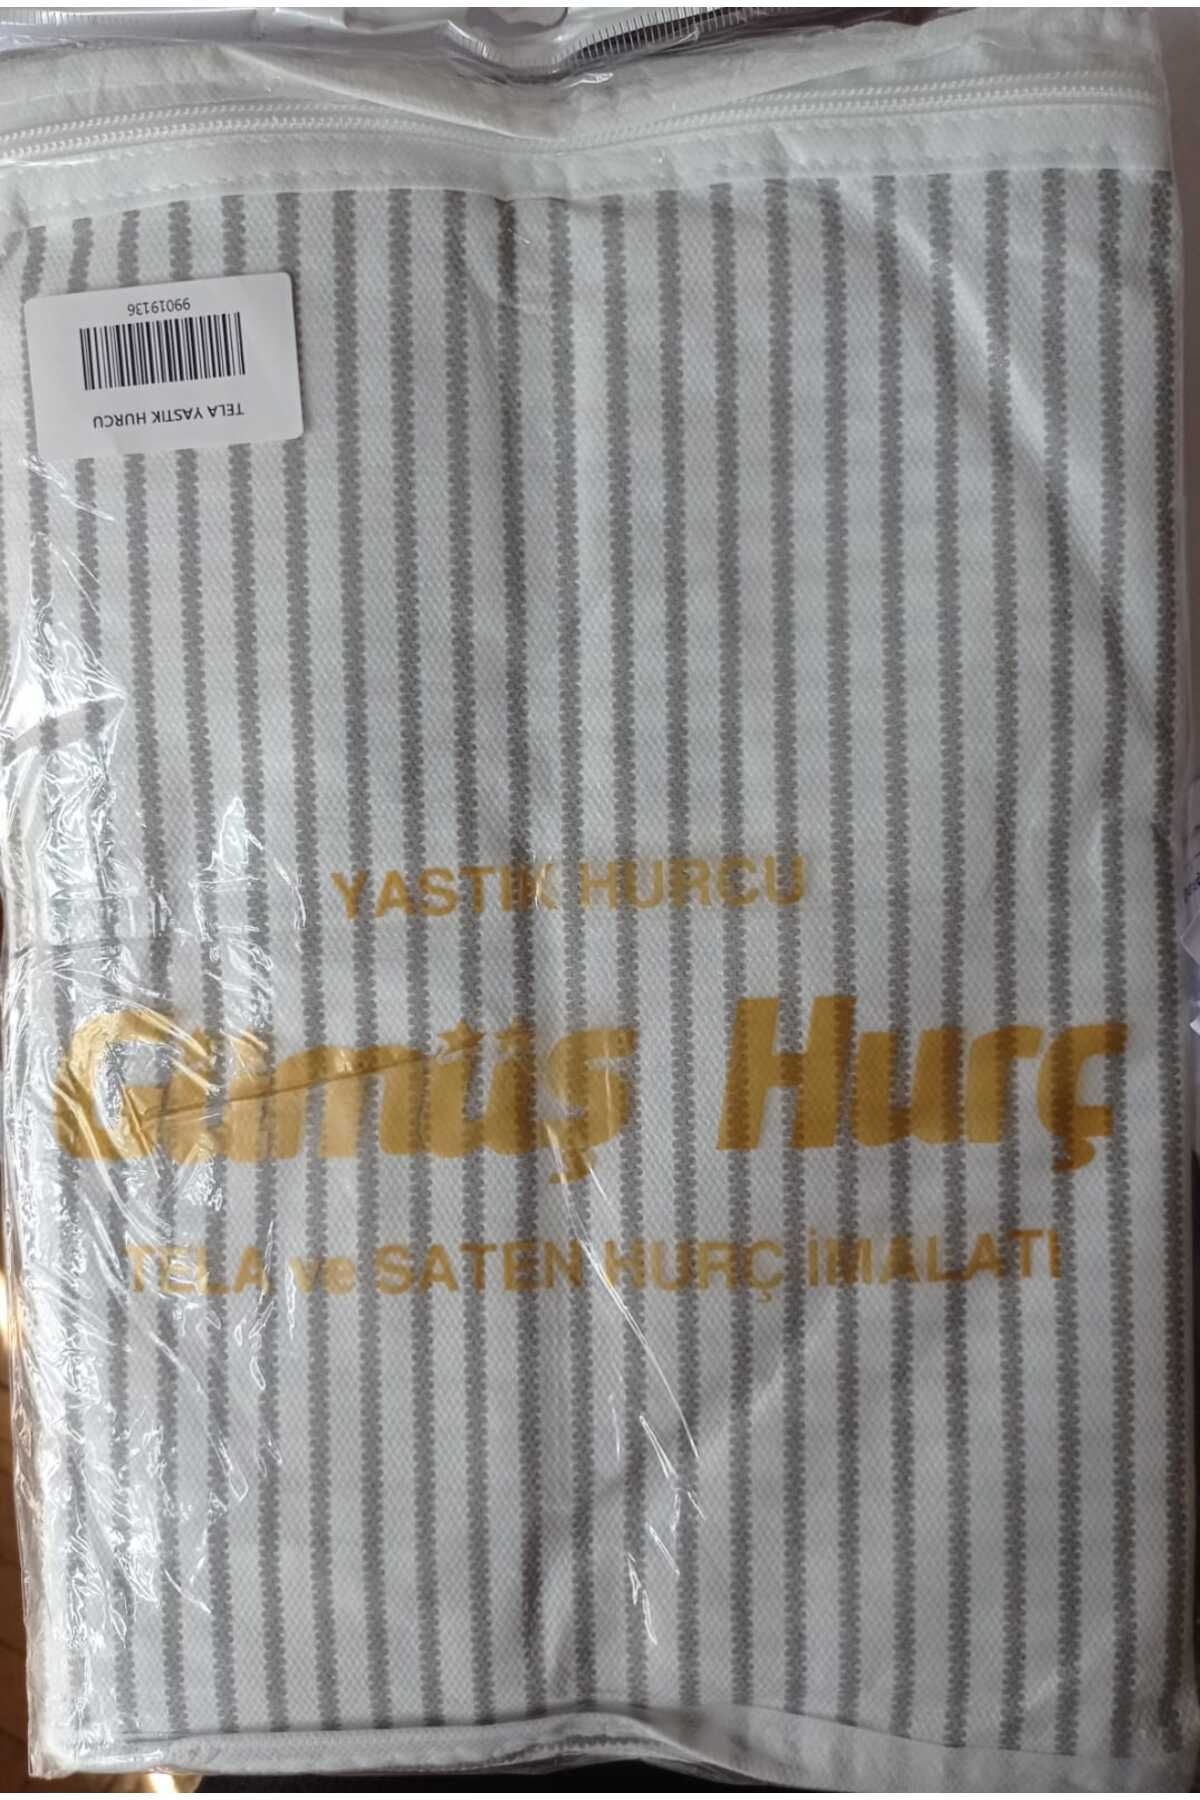 TELA YASTIK HURCU
99019136
YASTIK HURCU
Gümüş Hurç
TELA ve SATEN HURÇ İMALATI